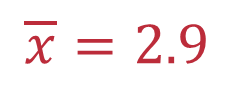 x̅ = 2.9